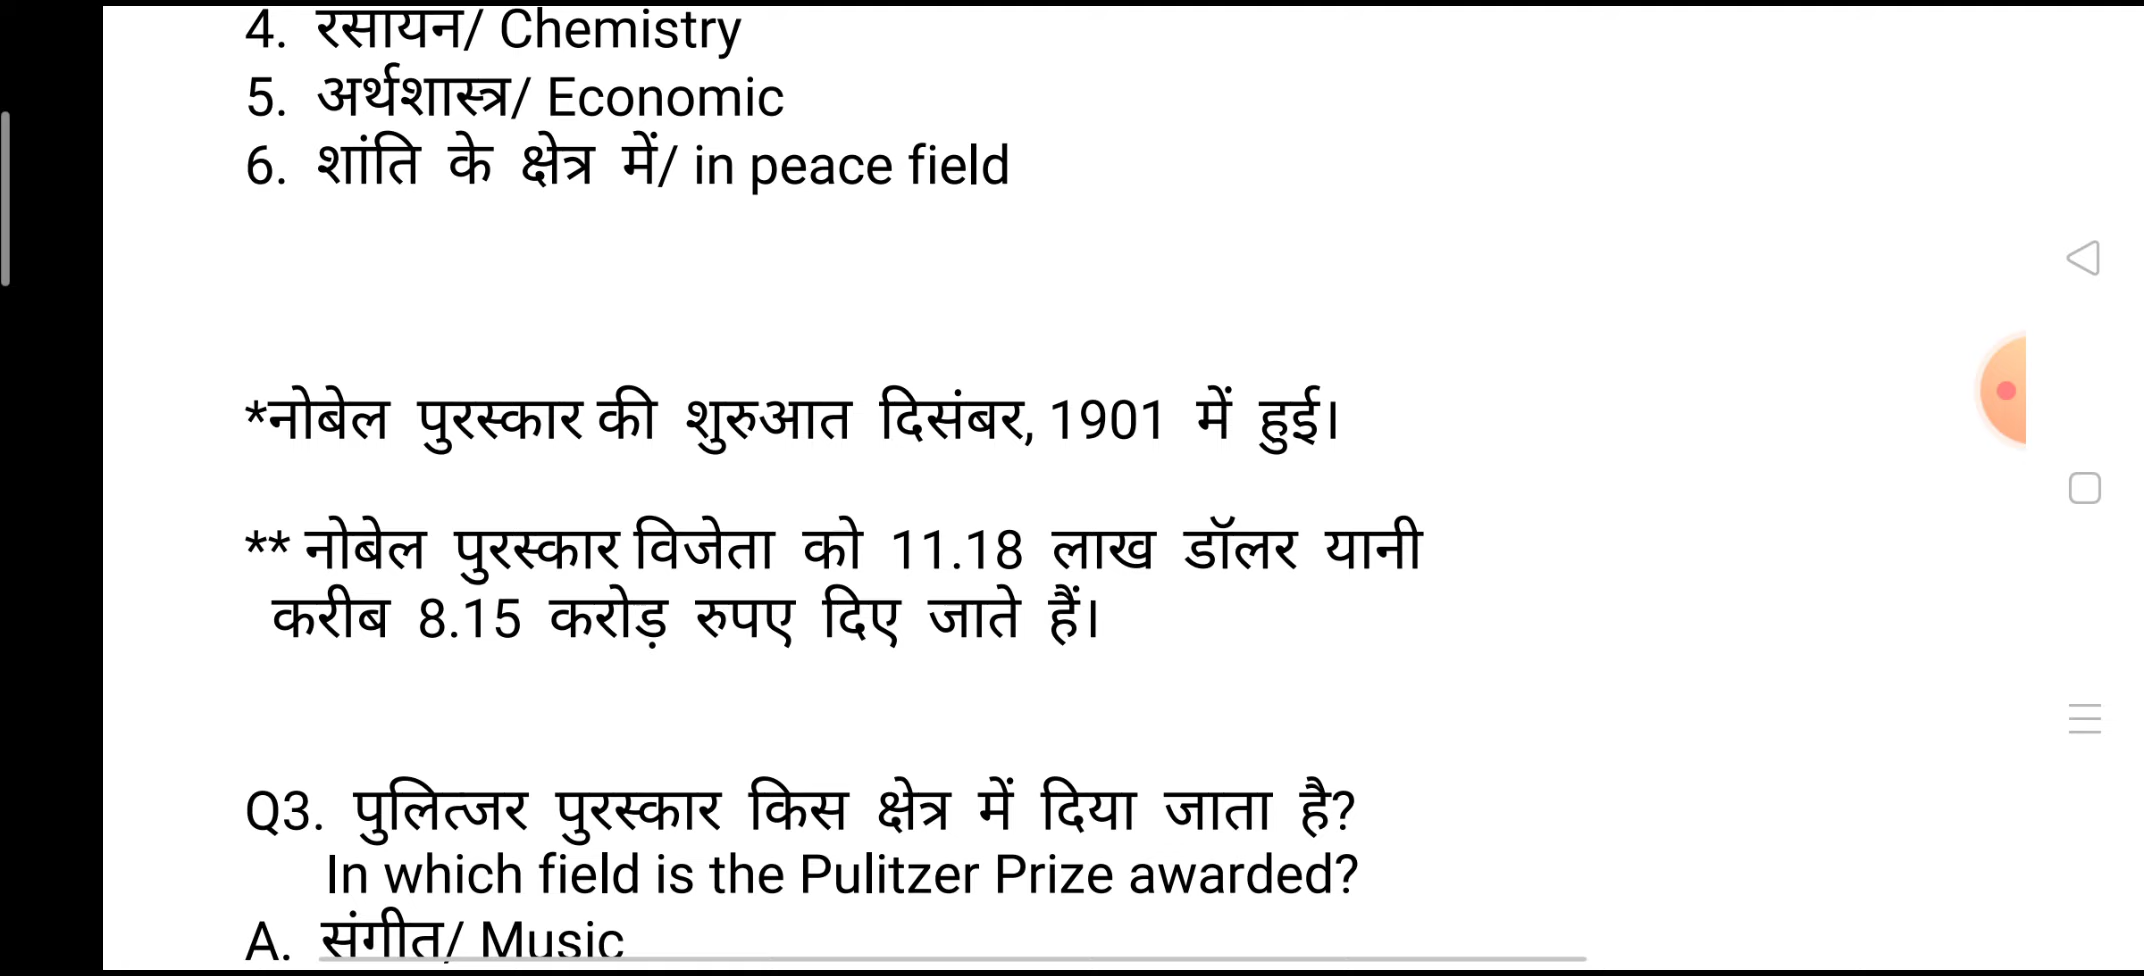 4. रसायन/ Chemistry
5. अर्थशास्त्र/ Economic
6. शांति के क्षेत्र में/ in peace field
*नोबेल पुरस्कार की शुरुआत दिसंबर, 1901 में हुई।
** नोबेल पुरस्कार विजेता को 11.18 लाख डॉलर यानी
करीब 8.15 करोड़ रुपए दिए जाते हैं।
Q3. पुलित्जर पुरस्कार किस क्षेत्र में दिया जाता है?
In which field is the Pulitzer Prize awarded?
A. संगीत/ Music